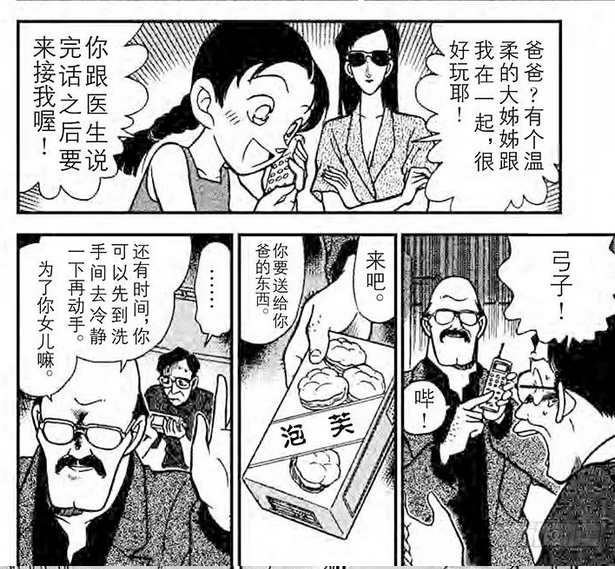 爸爸？有个温
柔的大姊姊跟
我在一起，很
好玩耶！
你跟医生说
完话之后要
来接我喔！
弓子！
哔！
来吧。
你要送给你
爸的东西。
泡芙
……
还有时间，你
可以先到洗
手间去冷静
一下再动手。
为了你女儿嘛。